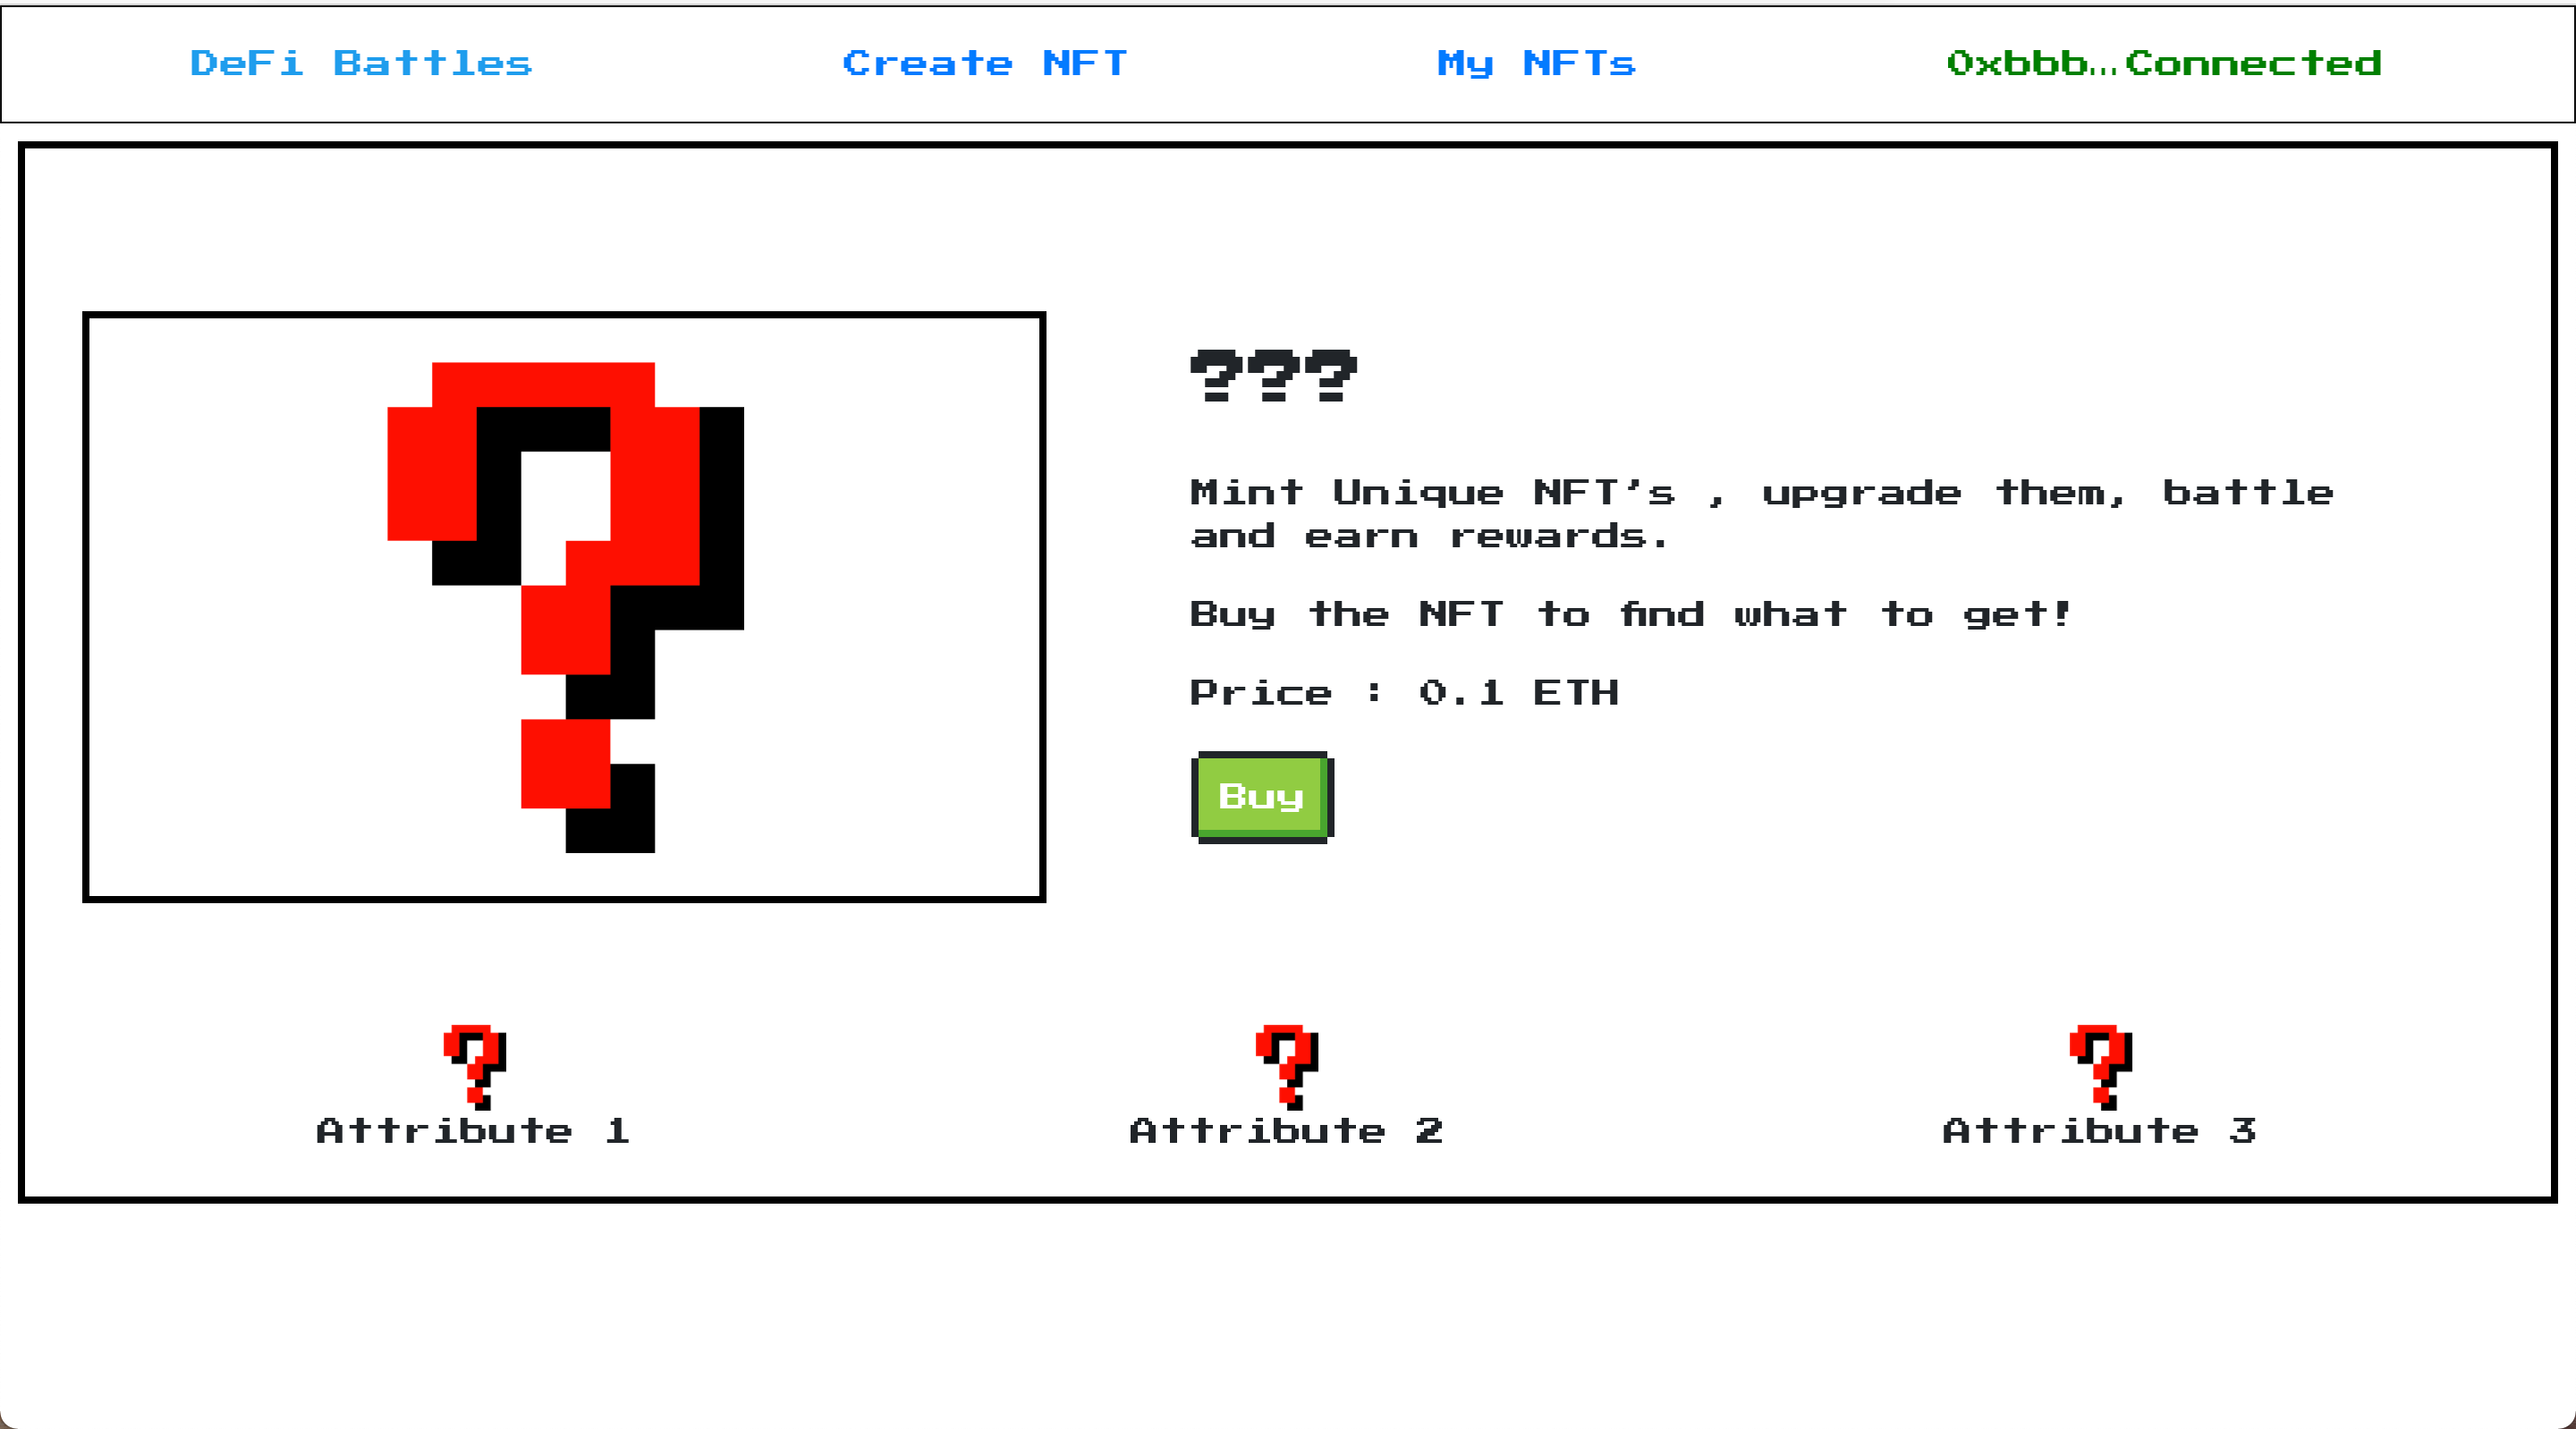 DeFi Battles Create NFT My NFTs 0xbbb...Connected
???
Mint Unique NFT's , upgrade them, battle
and earn rewards.
Buy the NFT to find what to get!
Price : 0.1 ETH
Buy
Attribute 1 Attribute 2 Attribute 3